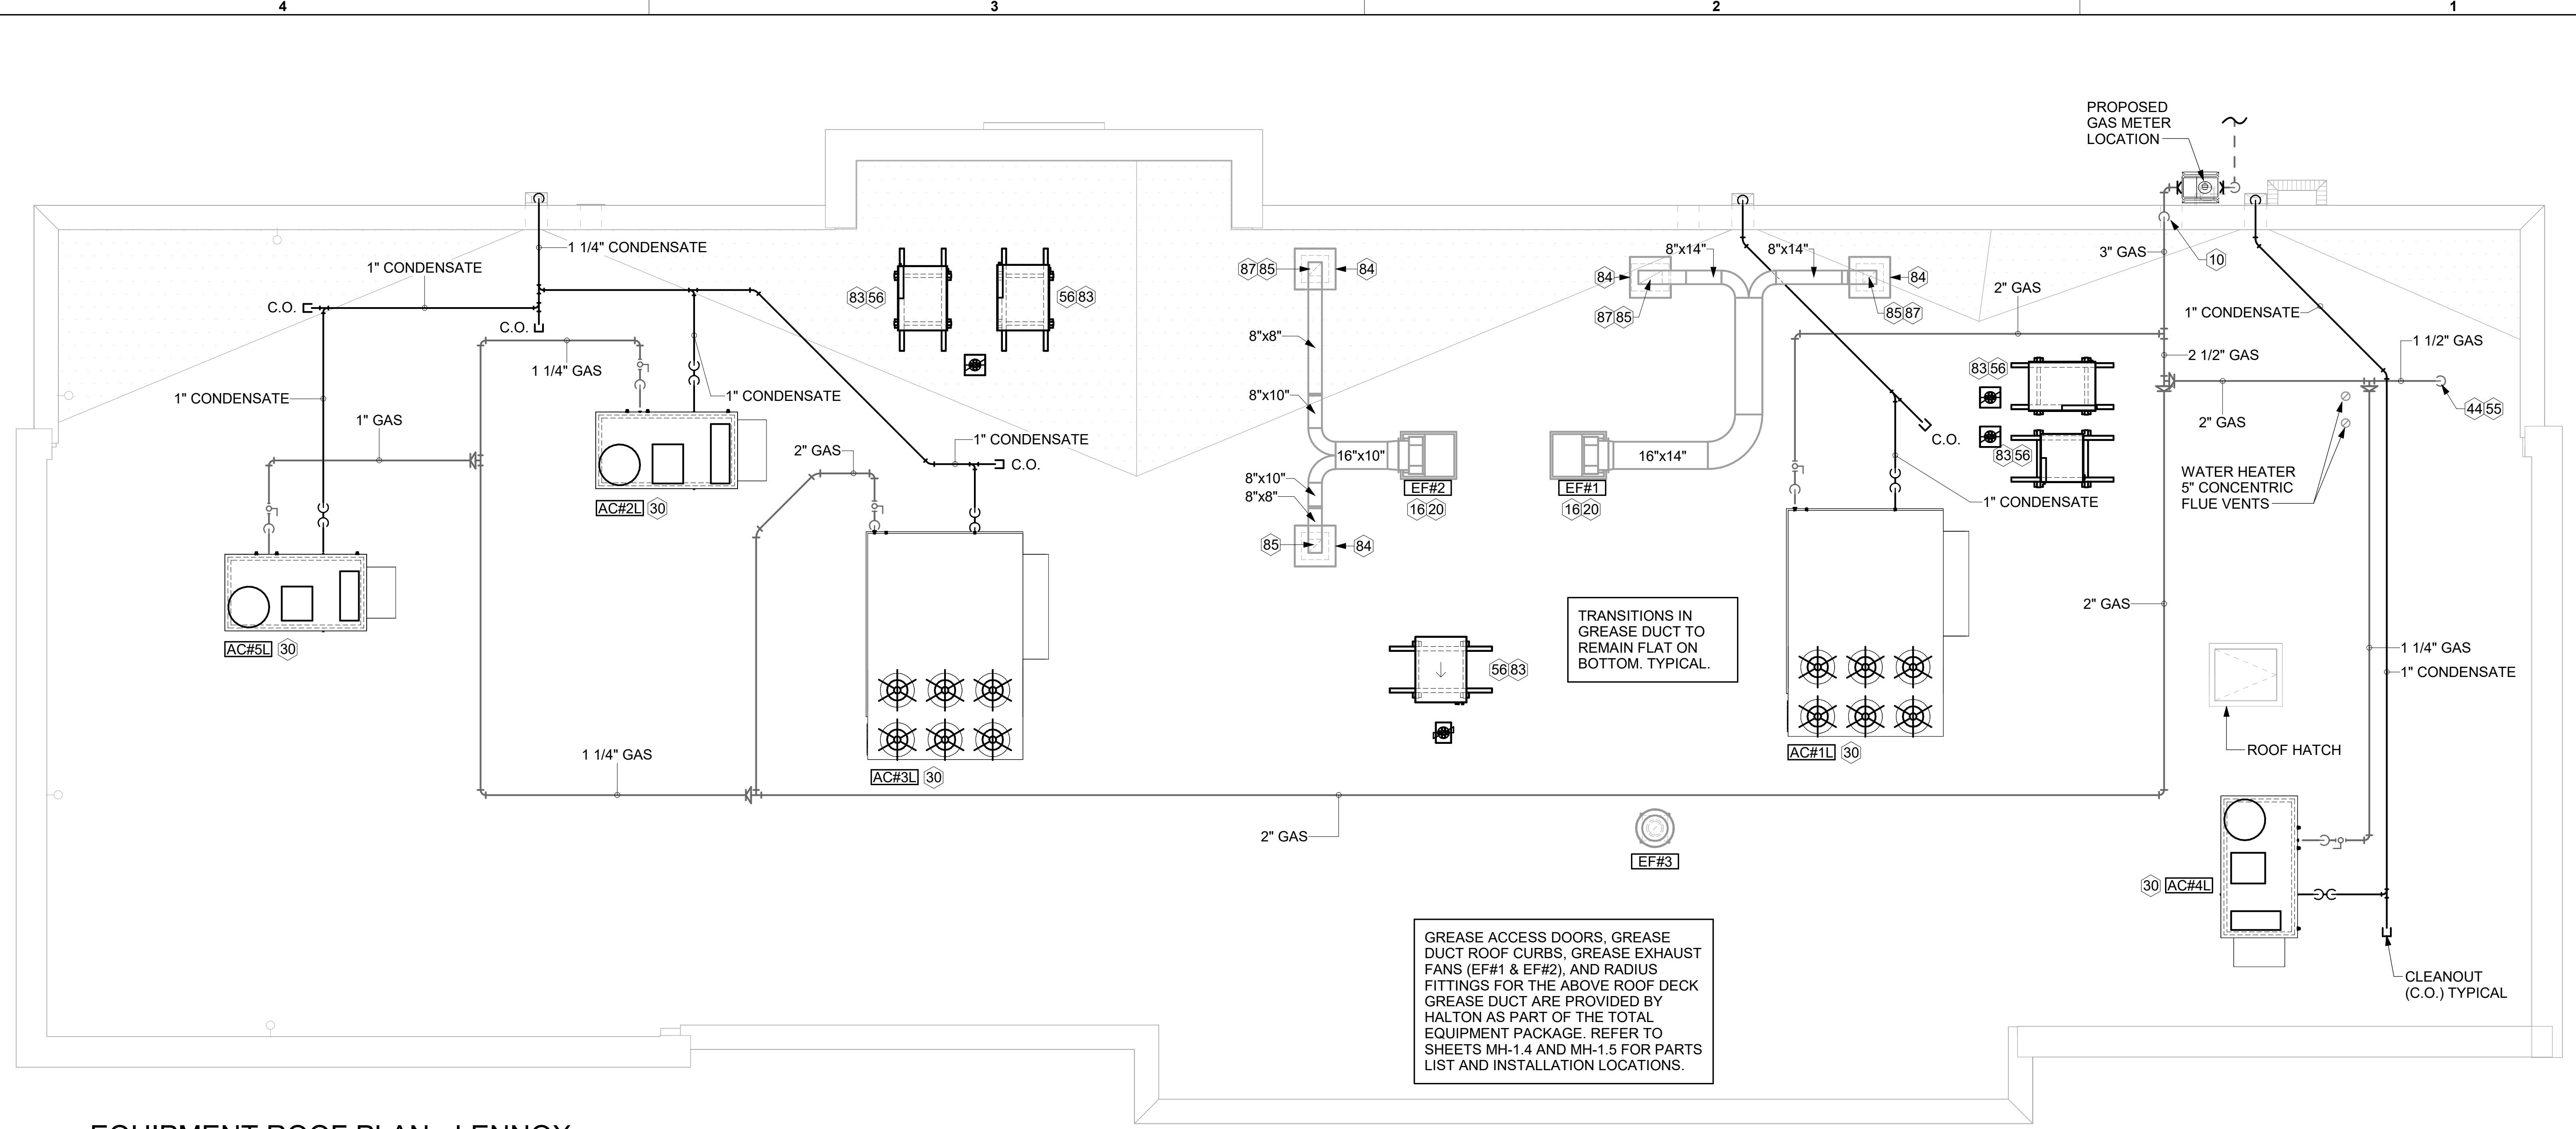 4
3
2
1
PROPOSED
GAS METER
LOCATION
1 1/4" CONDENSATE
1" CONDENSATE
C.O.
C.O.
1 1/4" GAS
1" CONDENSATE
1" CONDENSATE
1" GAS
2" GAS
1" CONDENSATE
C.O.
AC#2L 30
AC#5L 30
AC#3L 30
1 1/4" GAS
83 56
56 83
87 85
84
8"x8"
8"x10"
16"x10"
8"x10"
8"x8"
85
84
EF#2
16 20
EF#1
16 20
16"x14"
8"x14"
8"x14"
84
87 85
84
85 87
3" GAS
10
2" GAS
1" CONDENSATE
2 1/2" GAS
1 1/2" GAS
83 56
2" GAS
44 55
C.O.
83 56
WATER HEATER
5" CONCENTRIC
FLUE VENTS
1" CONDENSATE
2" GAS
TRANSITIONS IN
GREASE DUCT TO
REMAIN FLAT ON
BOTTOM. TYPICAL.
56 83
1 1/4" GAS
1" CONDENSATE
AC#1L 30
ROOF HATCH
2" GAS
EF#3
30 AC#4L
GREASE ACCESS DOORS, GREASE
DUCT ROOF CURBS, GREASE EXHAUST
FANS (EF#1 & EF#2), AND RADIUS
FITTINGS FOR THE ABOVE ROOF DECK
GREASE DUCT ARE PROVIDED BY
HALTON AS PART OF THE TOTAL
EQUIPMENT PACKAGE. REFER TO
SHEETS MH-1.4 AND MH-1.5 FOR PARTS
LIST AND INSTALLATION LOCATIONS.
CLEANOUT
(C.O.) TYPICAL
EQUIPMENT ROOF PLAN - LENNOX